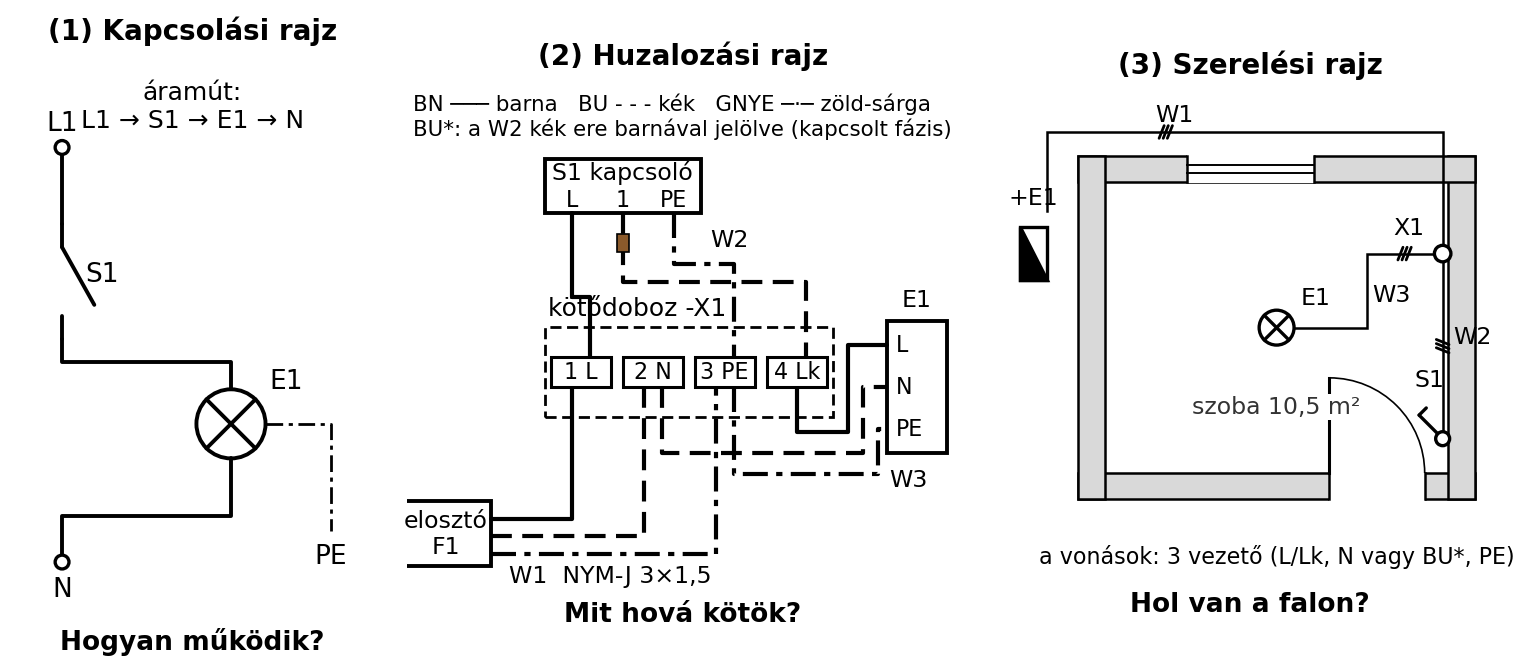 (1) Kapcsolási rajz
áramút:
L1 → S1 → E1 → N
L1
S1
E1
PE
N
Hogyan működik?
(2) Huzalozási rajz
BN ─── barna BU - - - kék GNYE ─·─ zöld-sárga
BU*: a W2 kék ere barnával jelölve (kapcsolt fázis)
S1 kapcsoló
L 1 PE
W2
kötődoboz -X1
1 L 2 N 3 PE 4 Lk
E1
L
N
PE
W3
elosztó
F1
W1 NYM-J 3×1,5
Mit hová kötök?
(3) Szerelési rajz
W1
+E1
X1
E1
W3
W2
S1
szoba 10,5 m²
a vonások: 3 vezető (L/Lk, N vagy BU*, PE)
Hol van a falon?